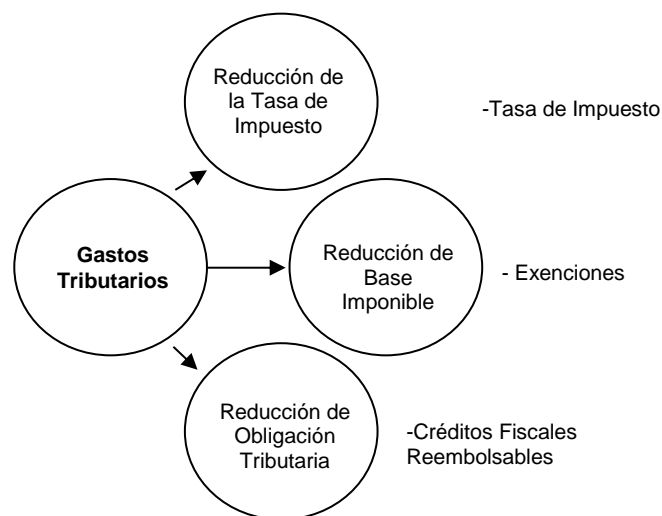 Reducción de
la Tasa de
Impuesto
-Tasa de Impuesto
Gastos
Tributarios
Reducción de
Base
Imponible
- Exenciones
Reducción de
Obligación
Tributaria
-Créditos Fiscales
Reembolsables